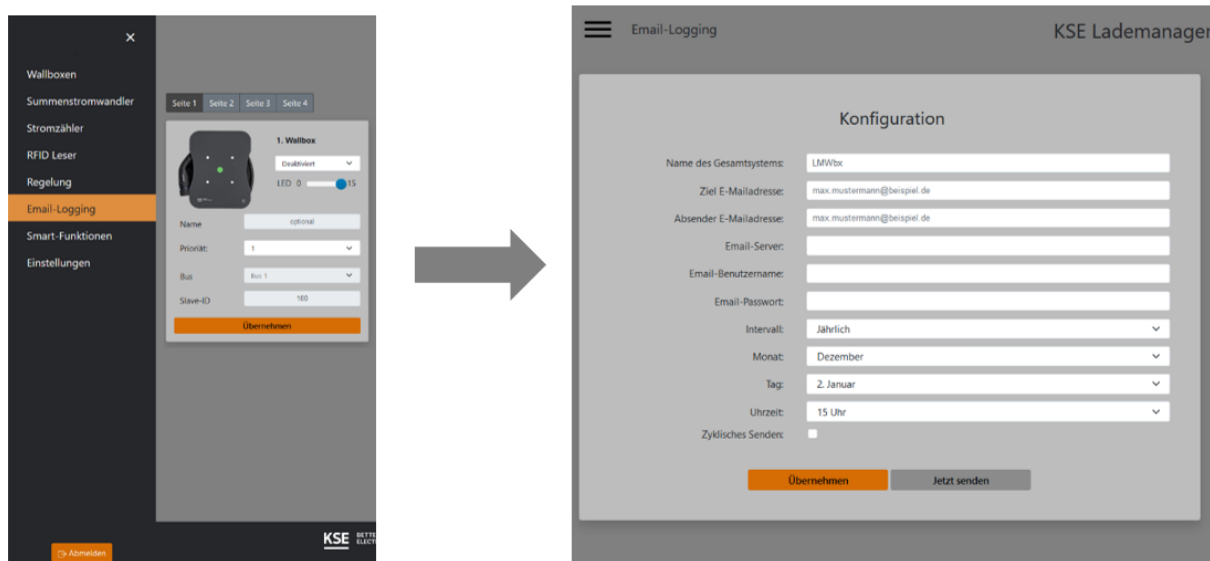 ×
Wallboxen
Summenstromwandler
Stromzähler
RFID Leser
Regelung
Email-Logging
Smart-Funktionen
Einstellungen
Abmelden
Seite 1 Seite 2 Seite 3 Seite 4
1. Wallbox
Deaktiviert
LED 0 15
Name optional
Priorität: 1
Bus Bus 1
Slave-ID 100
Übernehmen
KSE BETTE
ELECT
Email-Logging KSE Lademanager
Konfiguration
Name des Gesamtsystems: LMWbx
Ziel E-Mailadresse: max.mustermann@beispiel.de
Absender E-Mailadresse: max.mustermann@beispiel.de
Email-Server:
Email-Benutzername:
Email-Passwort:
Intervall: Jährlich
Monat: Dezember
Tag: 2. Januar
Uhrzeit: 15 Uhr
Zyklisches Senden:
Übernehmen Jetzt senden